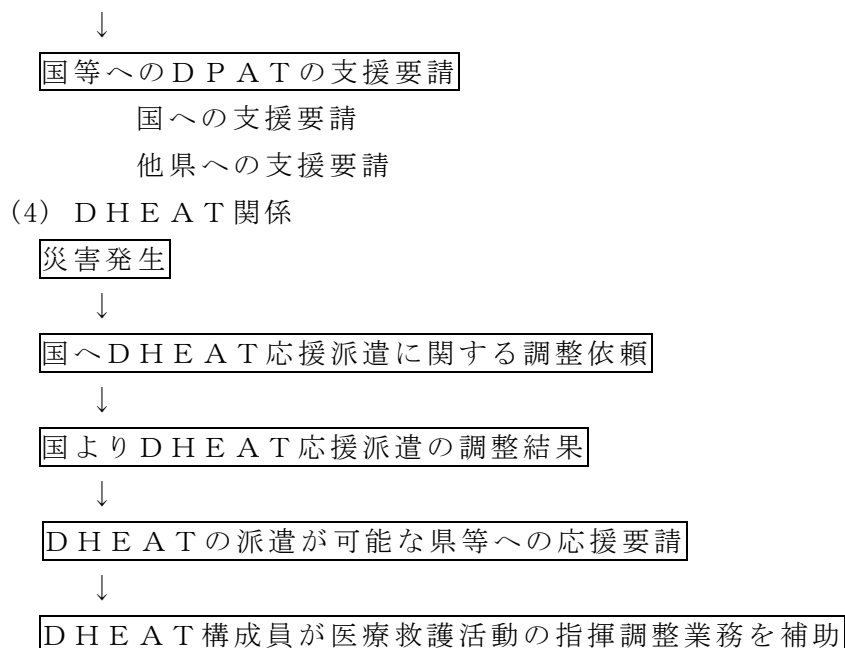 ↓
国等へのＤＰＡＴの支援要請
国への支援要請
他県への支援要請
(4) ＤＨＥＡＴ関係
災害発生
↓
国へＤＨＥＡＴ応援派遣に関する調整依頼
↓
国よりＤＨＥＡＴ応援派遣の調整結果
↓
ＤＨＥＡＴの派遣が可能な県等への応援要請
↓
ＤＨＥＡＴ構成員が医療救護活動の指揮調整業務を補助